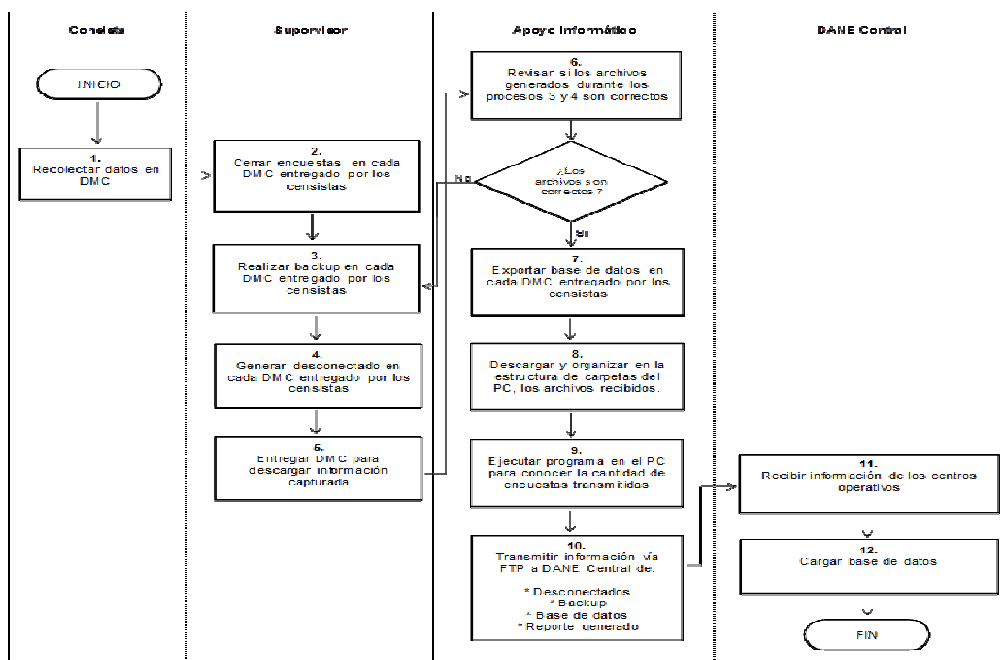 Censista
Supervisor
Apoyo Informático
DANE Central
INICIO
1.
Recolectar datos en
DMC
2.
Cerrar encuestas en cada
DMC entregado por los
censistas
3.
Realizar backup en cada
DMC entregado por los
censistas
4.
Generar desconectado en
cada DMC entregado por los
censistas
5.
Entregar DMC para
descargar información
capturada
6.
Revisar si los archivos
generados durante los
procesos 3 y 4 son correctos
¿Los
archivos son
correctos?
No
Si
7.
Exportar base de datos en
cada DMC entregado por los
censistas
8.
Descargar y organizar en la
estructura de carpetas del
PC, los archivos recibidos.
9.
Ejecutar programa en el PC
para conocer la cantidad de
encuestas transmitidas
10.
Transmitir información vía
FTP a DANE Central de:
* Desconectados
* Backup
* Base de datos
* Reporte generado
11.
Recibir información de los centros
operativos
12.
Cargar base de datos
FIN